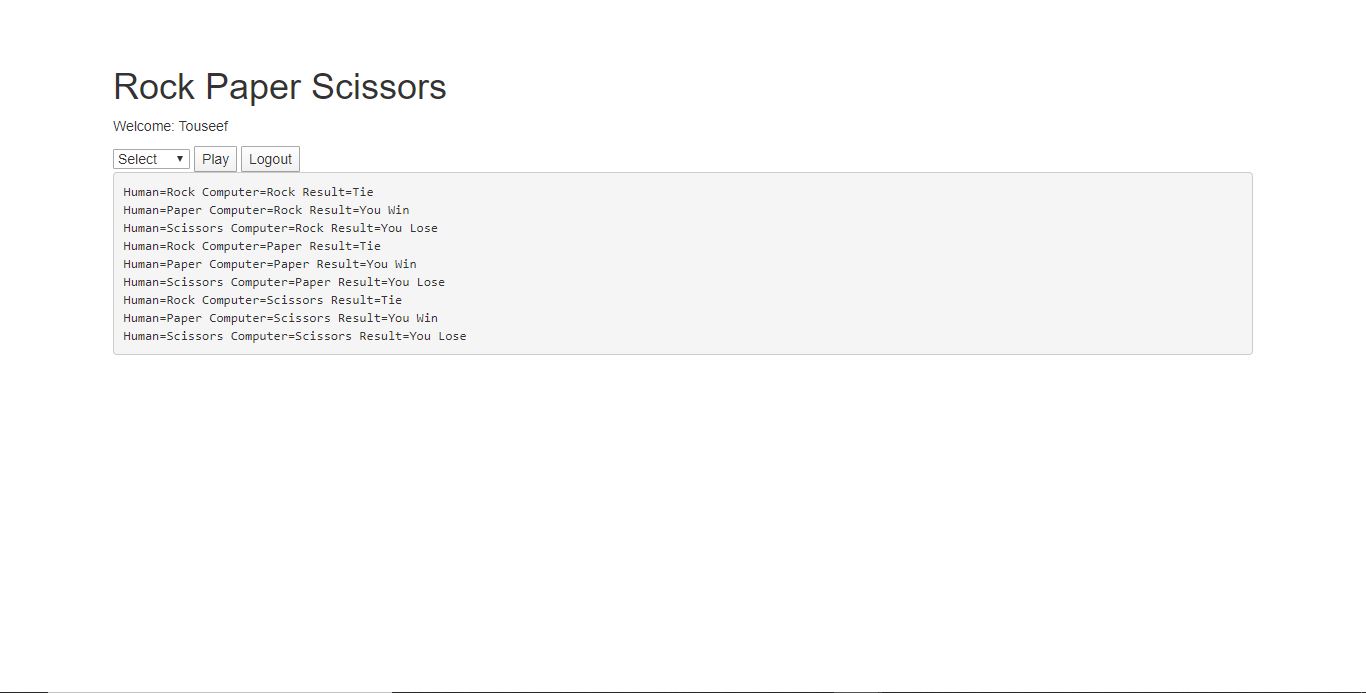 Rock Paper Scissors
Welcome: Touseef
Select Play Logout
Human=Rock Computer=Rock Result=Tie
Human=Paper Computer=Rock Result=You Win
Human=Scissors Computer=Rock Result=You Lose
Human=Rock Computer=Paper Result=Tie
Human=Paper Computer=Paper Result=You Win
Human=Scissors Computer=Paper Result=You Lose
Human=Rock Computer=Scissors Result=Tie
Human=Paper Computer=Scissors Result=You Win
Human=Scissors Computer=Scissors Result=You Lose